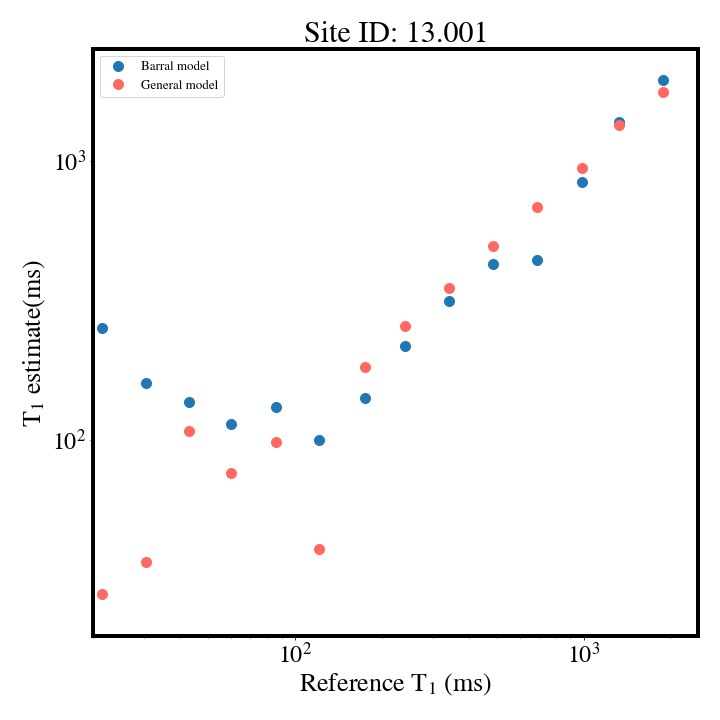 Site ID: 13.001
Barral model
General model
10³
10²
T₁ estimate(ms)
10² 10³
Reference T₁ (ms)